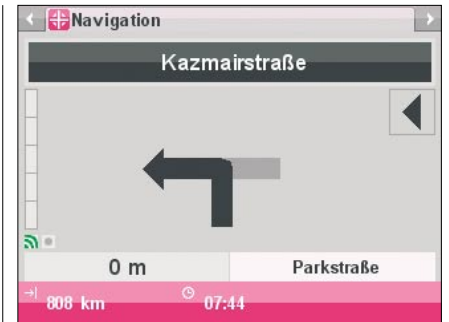 Navigation
Kazmairstraße
0 m
Parkstraße
808 km
07:44